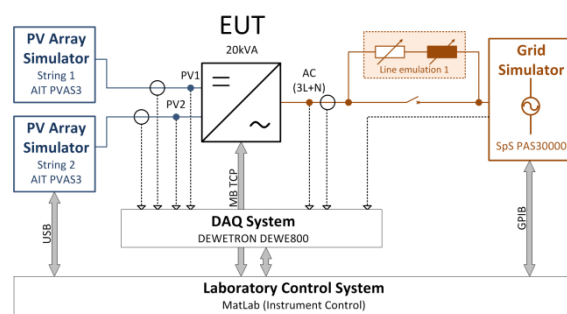 EUT
20kVA
PV Array
Simulator
String 1
AIT PVAS3
PV1
PV2
AC
(3L+N)
Line emulation 1
Grid
Simulator
SpS PAS30000
PV Array
Simulator
String 2
AIT PVAS3
USB
MB TCP
GPIB
DAQ System
DEWETRON DEWE800
Laboratory Control System
MatLab (Instrument Control)